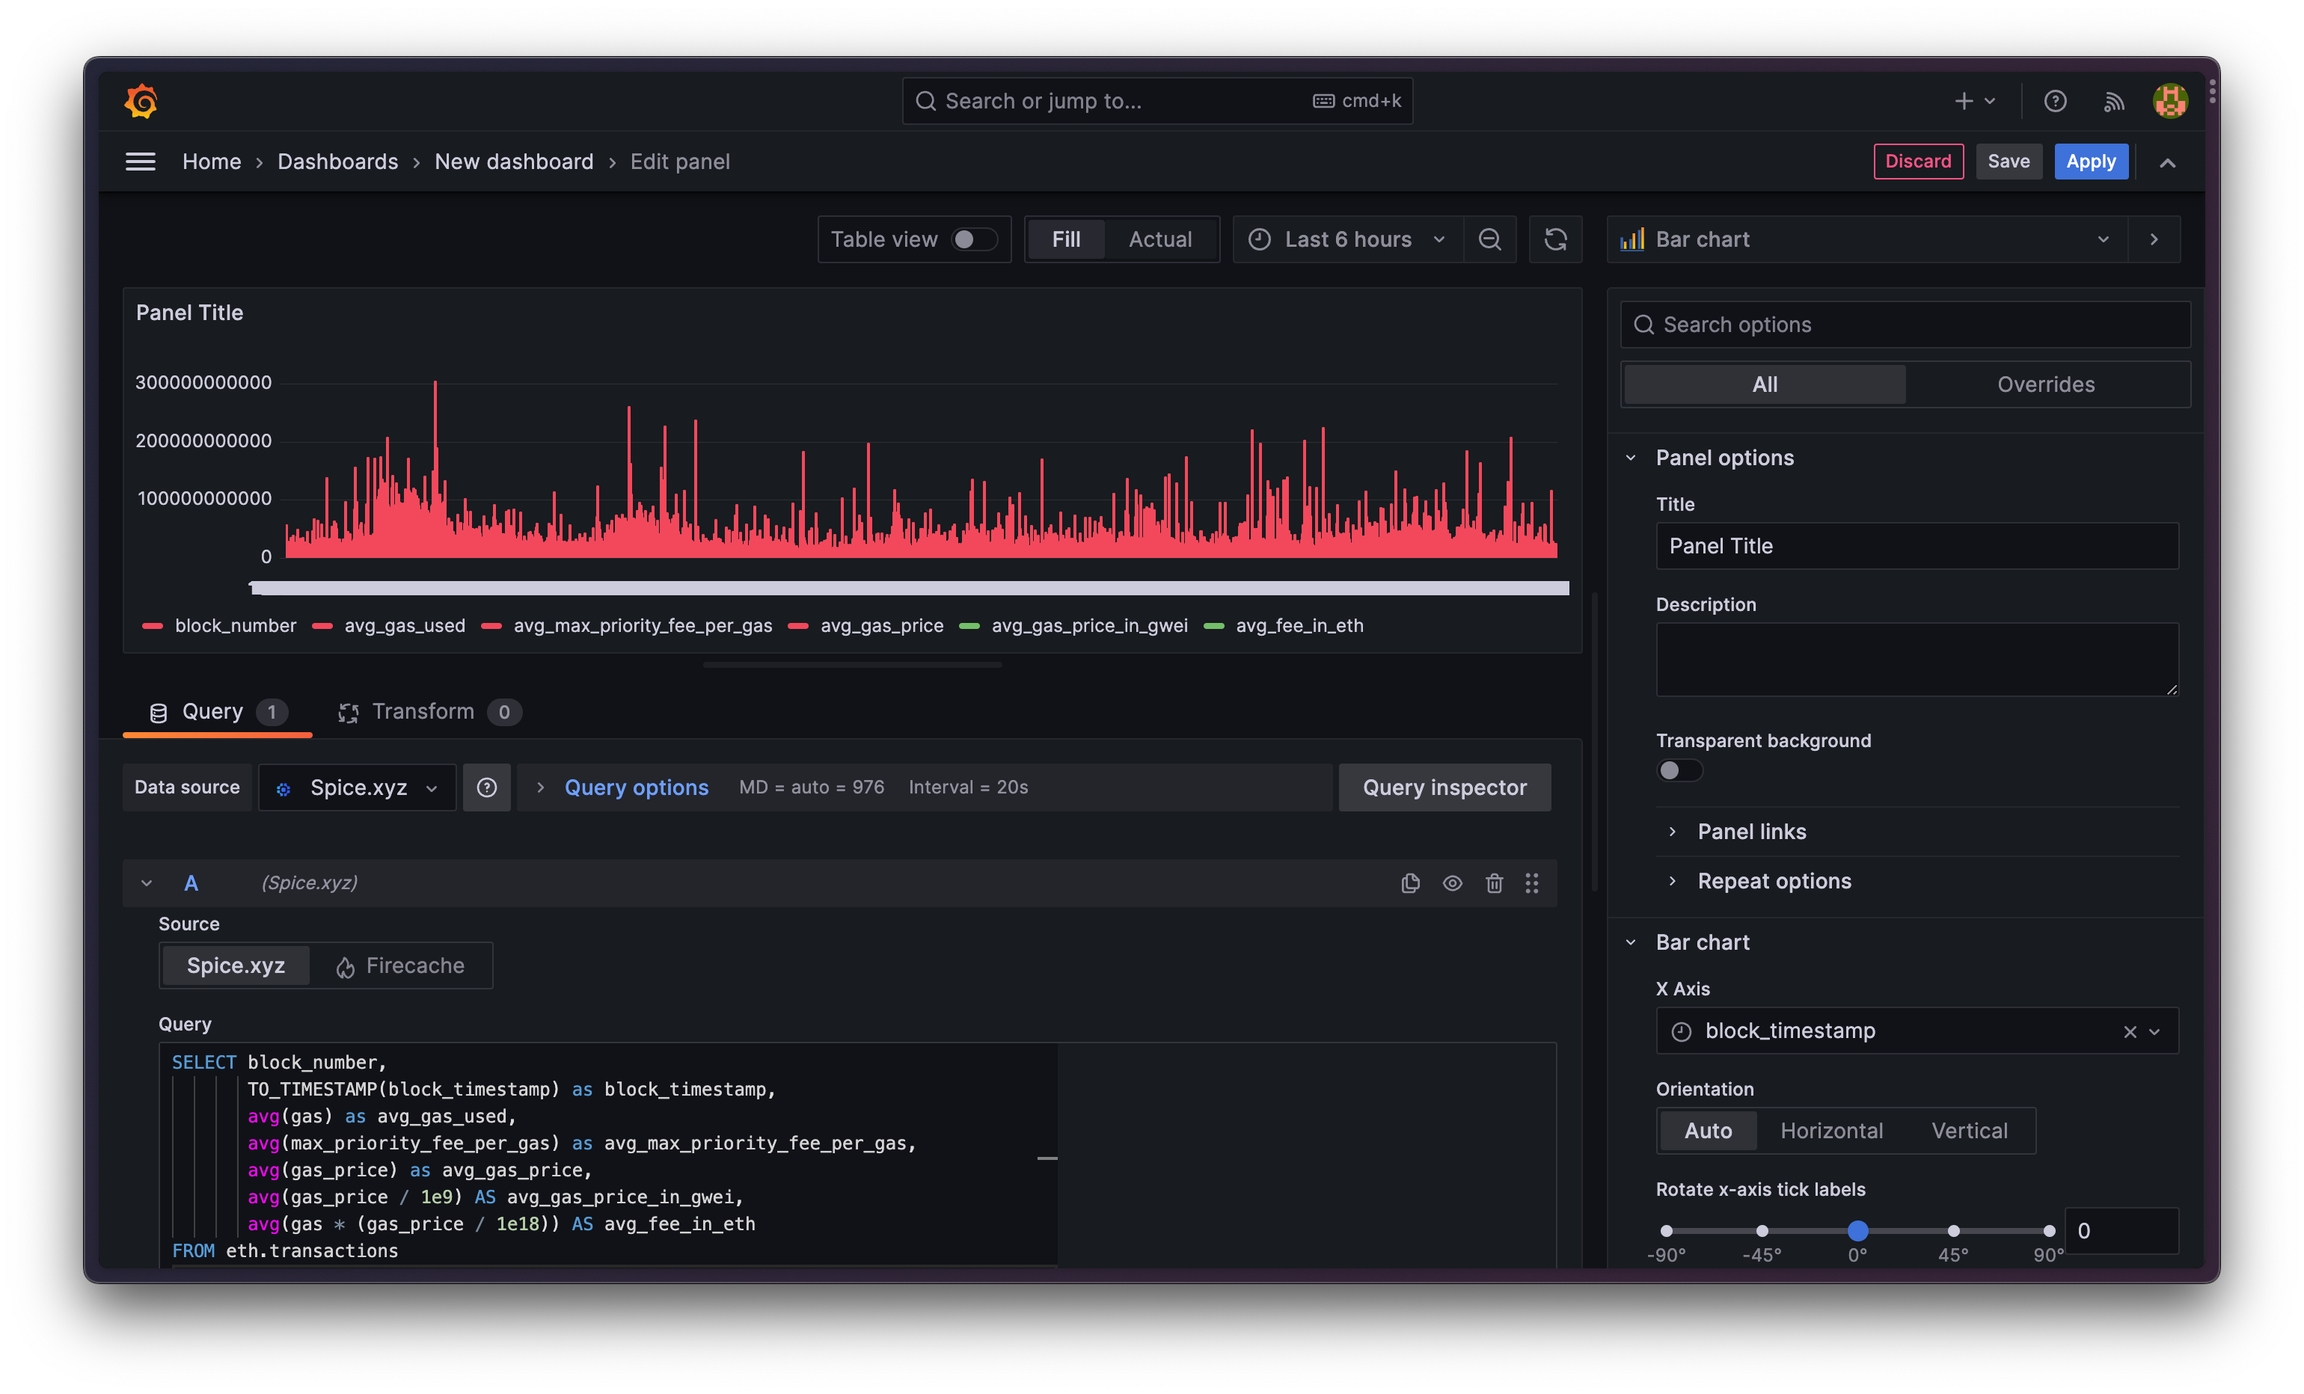 Search or jump to... cmd+k
Home › Dashboards › New dashboard › Edit panel
Discard Save Apply
Table view Fill Actual Last 6 hours Bar chart
Panel Title
300000000000
200000000000
100000000000
0
block_number avg_gas_used avg_max_priority_fee_per_gas avg_gas_price avg_gas_price_in_gwei avg_fee_in_eth
Query 1 Transform 0
Data source Spice.xyz Query options MD = auto = 976 Interval = 20s Query inspector
A (Spice.xyz)
Source
Spice.xyz Firecache
Query
SELECT block_number,
TO_TIMESTAMP(block_timestamp) as block_timestamp,
avg(gas) as avg_gas_used,
avg(max_priority_fee_per_gas) as avg_max_priority_fee_per_gas,
avg(gas_price) as avg_gas_price,
avg(gas_price / 1e9) AS avg_gas_price_in_gwei,
avg(gas * (gas_price / 1e18)) AS avg_fee_in_eth
FROM eth.transactions
Search options
All Overrides
Panel options
Title
Panel Title
Description
Transparent background
Panel links
Repeat options
Bar chart
X Axis
block_timestamp
Orientation
Auto Horizontal Vertical
Rotate x-axis tick labels
0
-90° -45° 0° 45° 90°